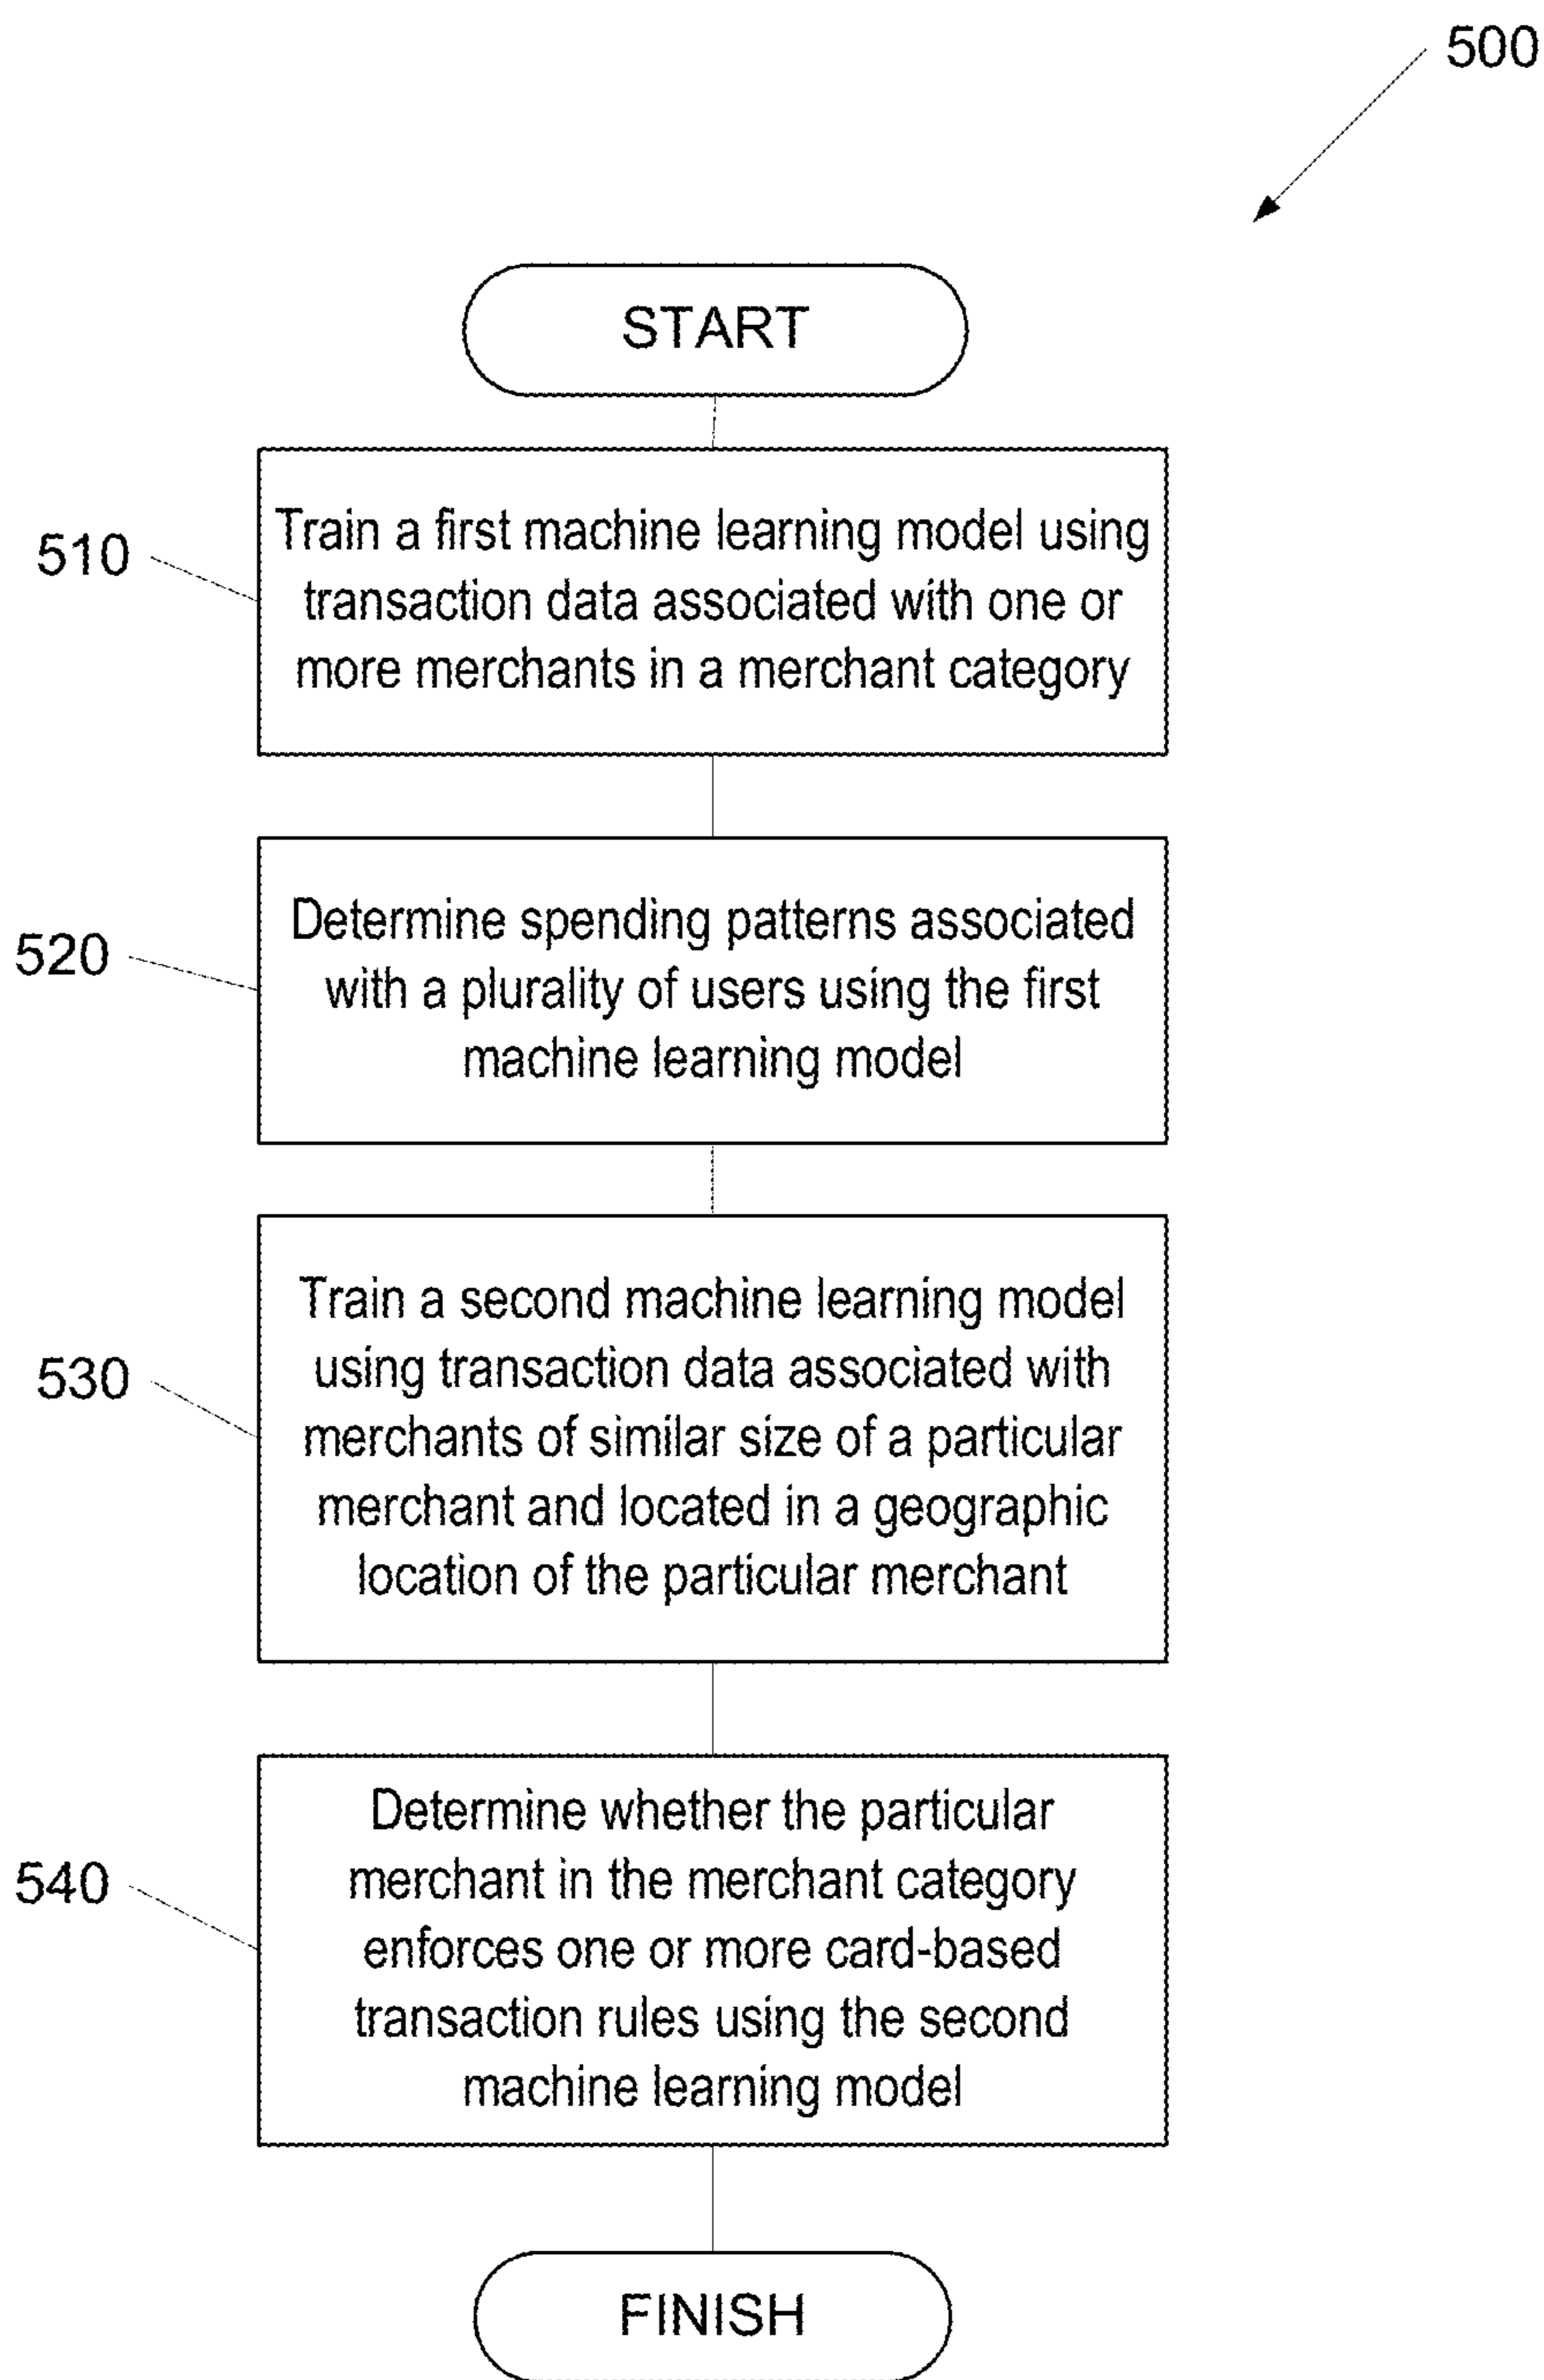 500
START
510
Train a first machine learning model using
transaction data associated with one or
more merchants in a merchant category
520
Determine spending patterns associated
with a plurality of users using the first
machine learning model
530
Train a second machine learning model
using transaction data associated with
merchants of similar size of a particular
merchant and located in a geographic
location of the particular merchant
540
Determine whether the particular
merchant in the merchant category
enforces one or more card-based
transaction rules using the second
machine learning model
FINISH